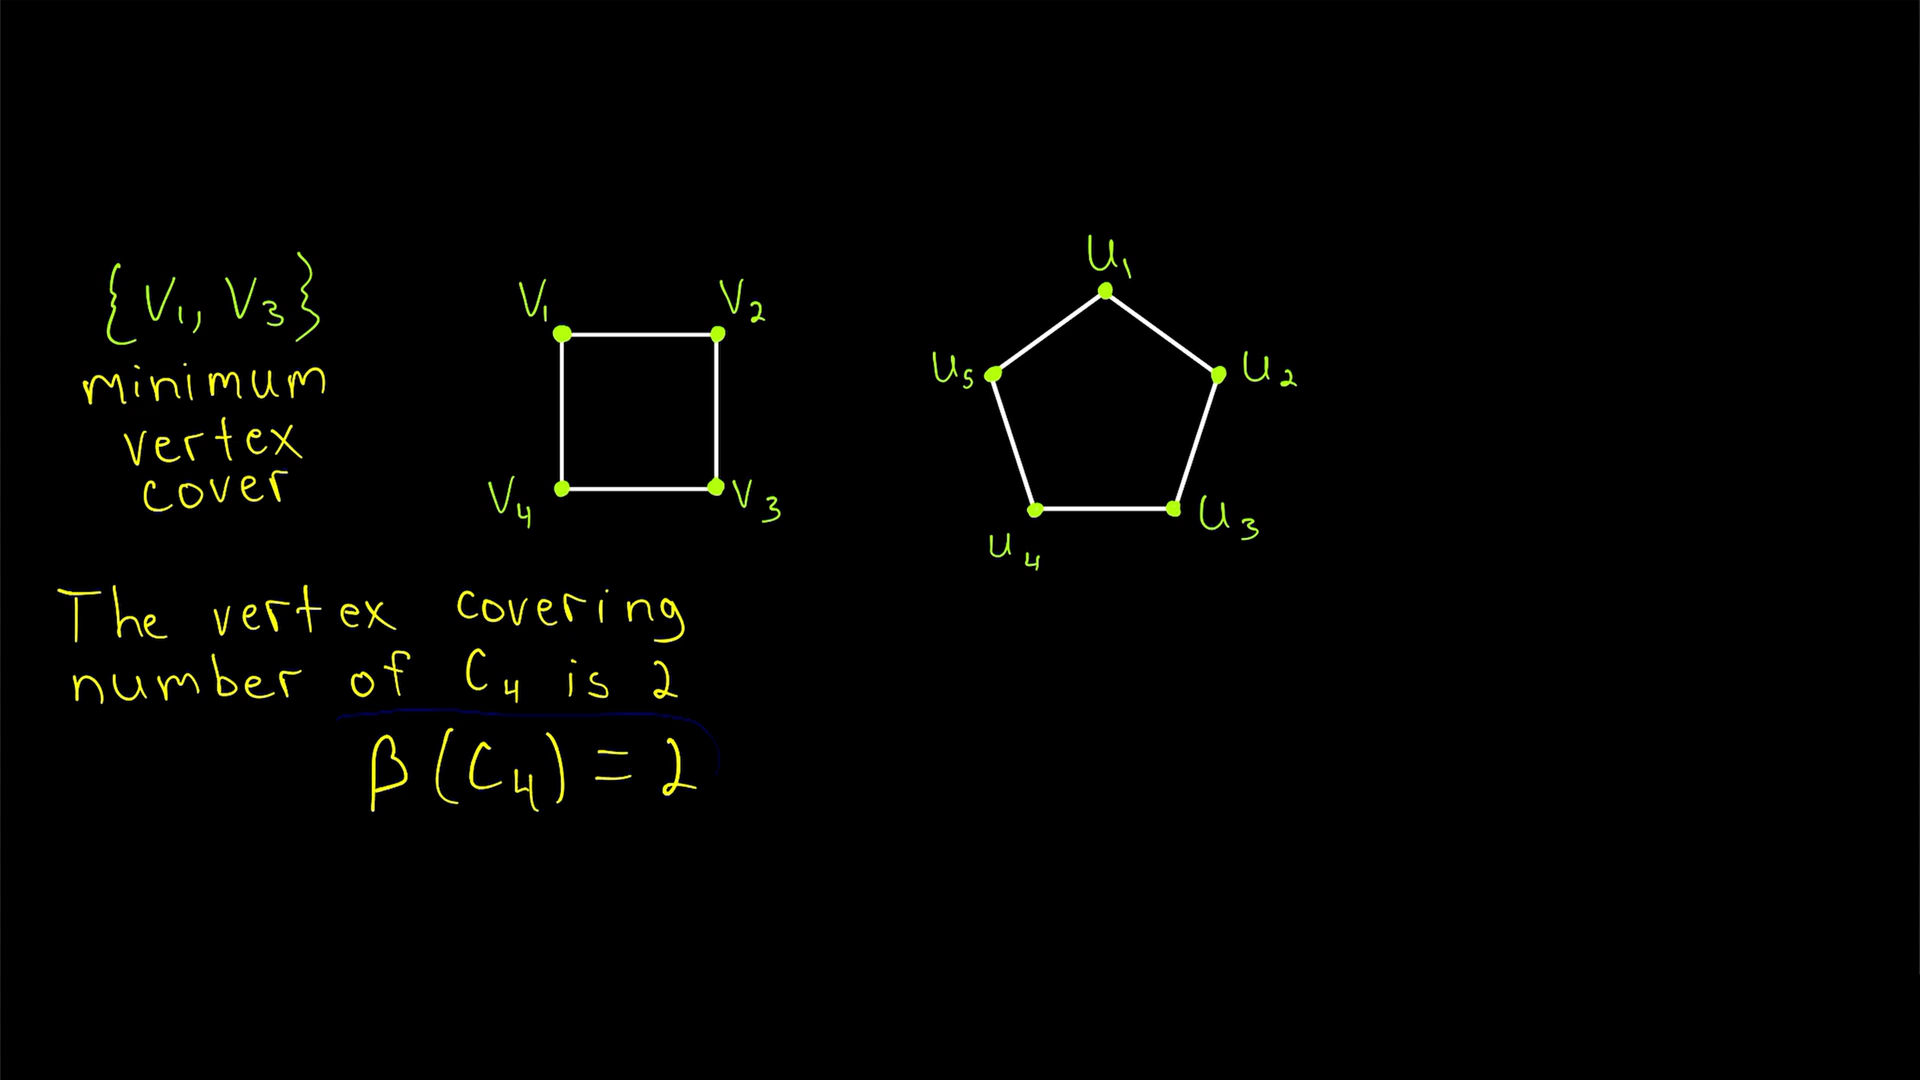 {V₁, V₃}
minimum
vertex
cover
V₁
V₂
V₄
V₃
U₁
U₅
U₂
U₄
U₃
The vertex covering
number of C₄ is 2
β(C₄) = 2